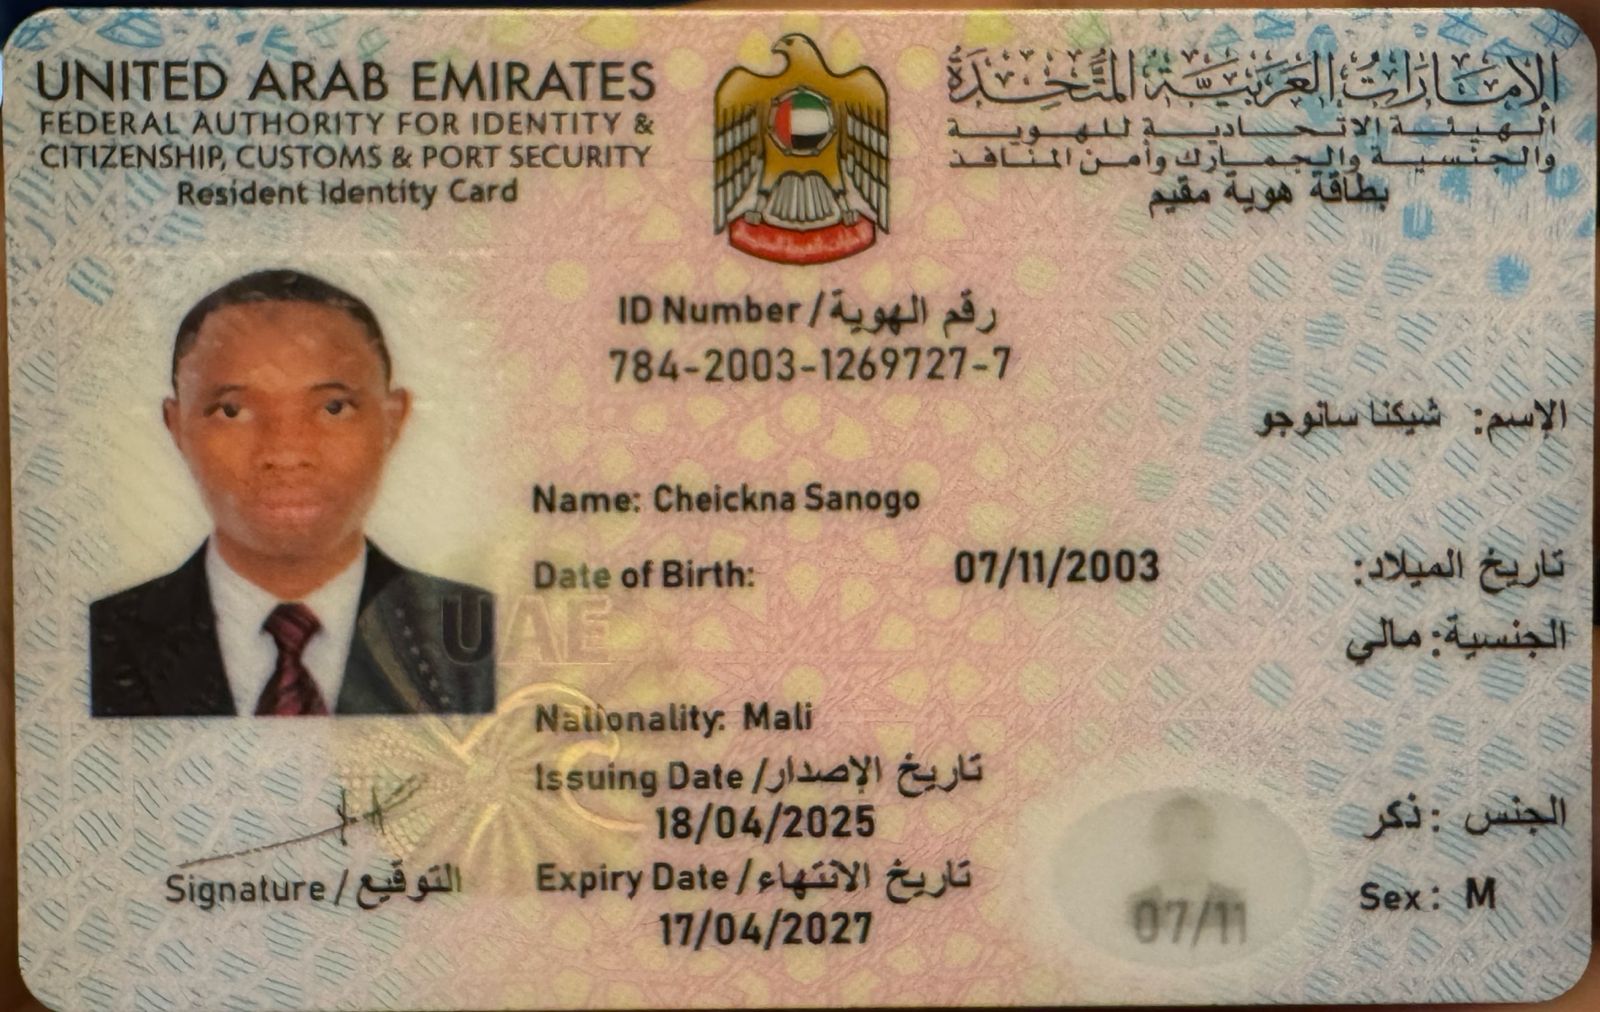 UNITED ARAB EMIRATES
FEDERAL AUTHORITY FOR IDENTITY &
CITIZENSHIP, CUSTOMS & PORT SECURITY
Resident Identity Card
الإمارات العربية المتحدة
الهيئة الاتحادية للهوية
والجنسية والجمارك وأمن المنافذ
بطاقة هوية مقيم
ID Number / رقم الهوية
784-2003-1269727-7
الإسم: شيكنا سانوجو
Name: Cheickna Sanogo
Date of Birth: 07/11/2003 تاريخ الميلاد:
الجنسية: مالي
UAE
Nationality: Mali
Issuing Date / تاريخ الإصدار
18/04/2025
الجنس : ذكر
Expiry Date / تاريخ الانتهاء
17/04/2027
Signature / التوقيع
Sex: M
07/11